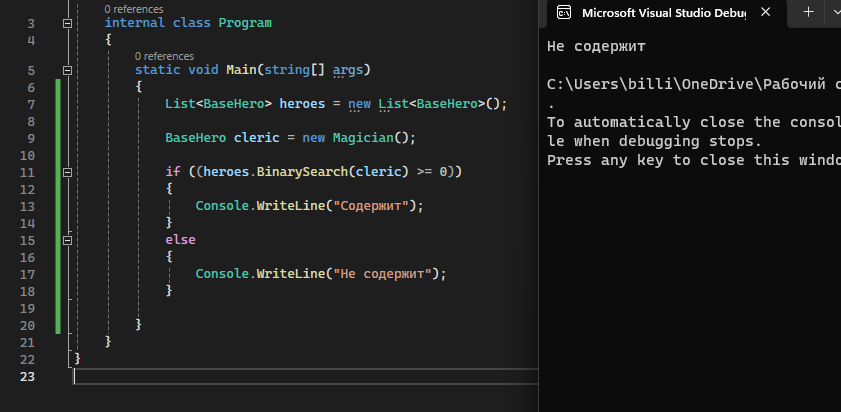 0 references
3 internal class Program
4 {
0 references
5 static void Main(string[] args)
6 {
7 List<BaseHero> heroes = new List<BaseHero>();
8
9 BaseHero cleric = new Magician();
10
11 if ((heroes.BinarySearch(cleric) >= 0))
12 {
13 Console.WriteLine("Содержит");
14 }
15 else
16 {
17 Console.WriteLine("Не содержит");
18 }
19
20 }
21 }
22 }
23
Microsoft Visual Studio Debug
Не содержит
C:\Users\billi\OneDrive\Рабочий
.
To automatically close the
le when debugging stops.
Press any key to close this